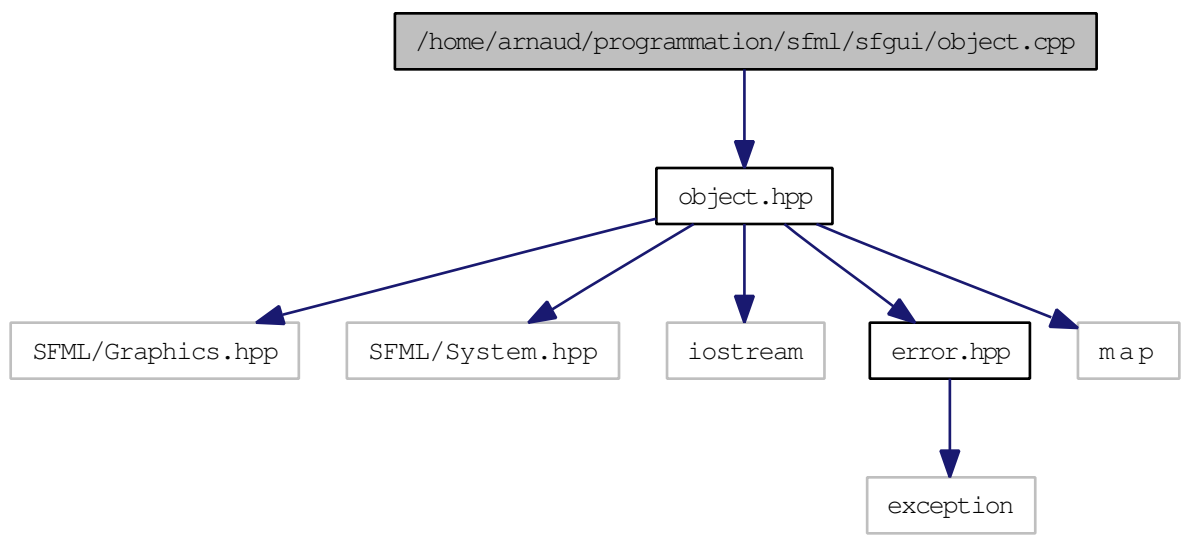 /home/arnaud/programmation/sfml/sfgui/object.cpp
object.hpp
SFML/Graphics.hpp
SFML/System.hpp
iostream
error.hpp
map
exception